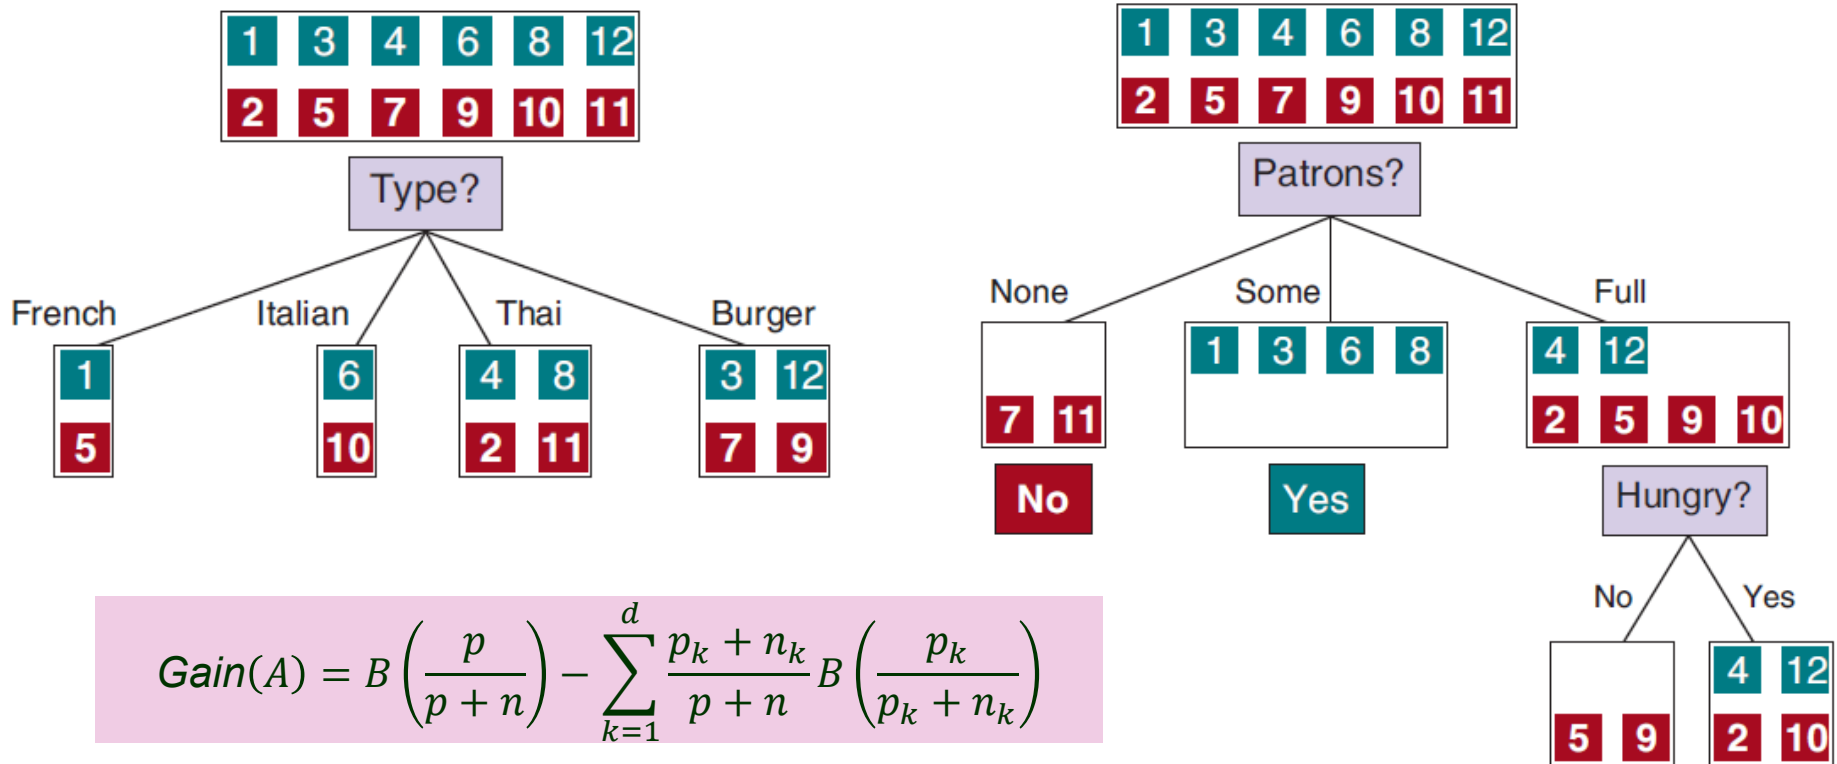 1 3 4 6 8 12
2 5 7 9 10 11
Type?
French Italian Thai Burger
1 6 4 8 3 12
5 10 2 11 7 9
1 3 4 6 8 12
2 5 7 9 10 11
Patrons?
None Some Full
1 3 6 8 4 12
7 11 2 5 9 10
No Yes Hungry?
No Yes
4 12
5 9 2 10
Gain(A) = B(p/(p + n)) − ∑_{k=1}^{d} (p_k + n_k)/(p + n) B(p_k/(p_k + n_k))